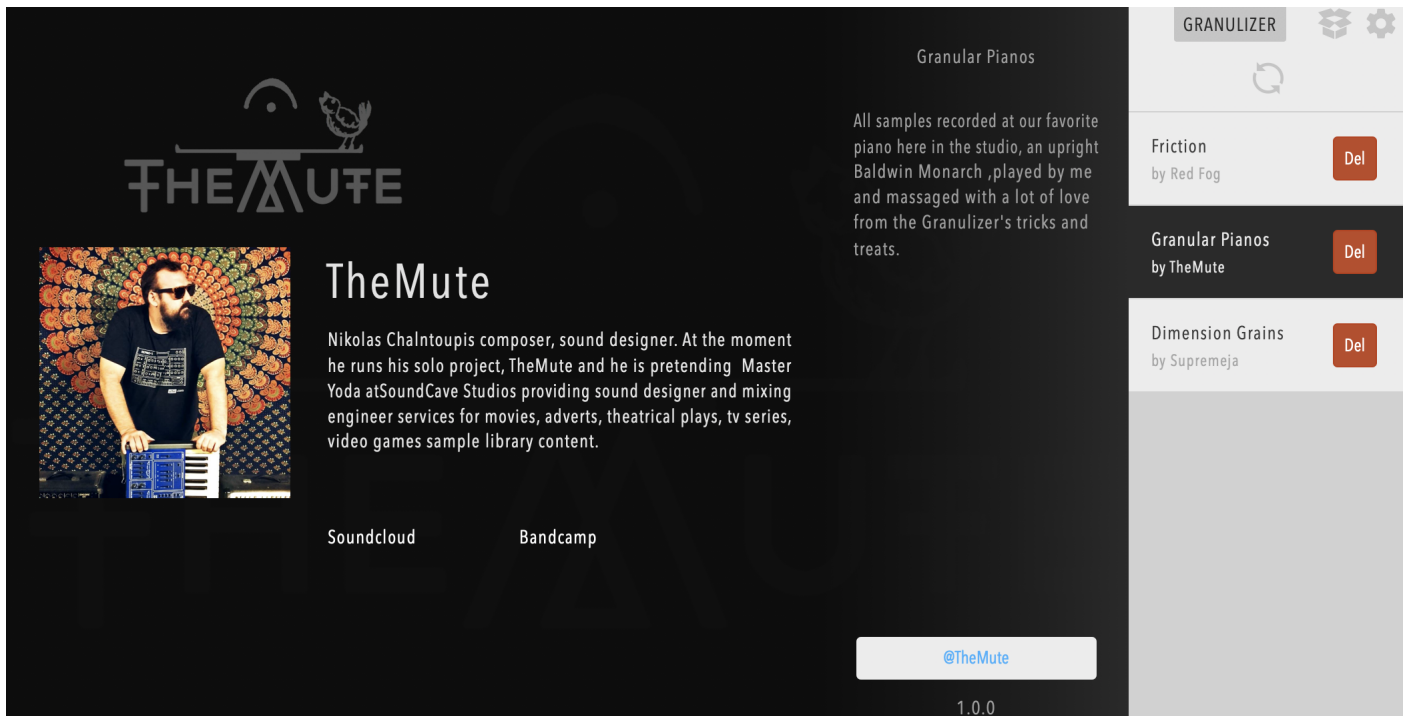 THEMUTE
TheMute
Nikolas Chalntoupis composer, sound designer. At the moment
he runs his solo project, TheMute and he is pretending  Master
Yoda atSoundCave Studios providing sound designer and mixing
engineer services for movies, adverts, theatrical plays, tv series,
video games sample library content.
Soundcloud
Bandcamp
Granular Pianos
All samples recorded at our favorite
piano here in the studio, an upright
Baldwin Monarch ,played by me
and massaged with a lot of love
from the Granulizer's tricks and
treats.
@TheMute
1.0.0
GRANULIZER
Friction
by Red Fog
Del
Granular Pianos
by TheMute
Del
Dimension Grains
by Supremeja
Del